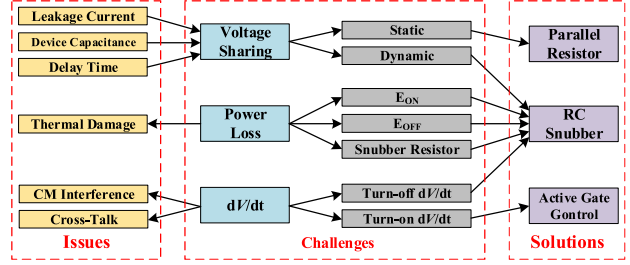 Leakage Current
Device Capacitance
Delay Time
Thermal Damage
CM Interference
Cross-Talk
Issues
Voltage
Sharing
Power
Loss
dV/dt
Static
Dynamic
EON
EOFF
Snubber Resistor
Turn-off dV/dt
Turn-on dV/dt
Challenges
Parallel
Resistor
RC
Snubber
Active Gate
Gontrol
Solutions